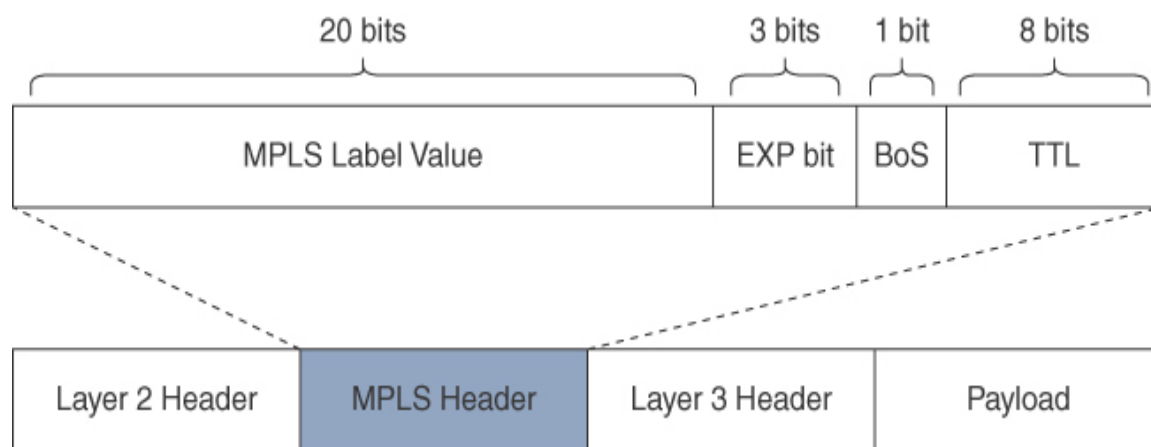 20 bits 3 bits 1 bit 8 bits
MPLS Label Value EXP bit BoS TTL
Layer 2 Header MPLS Header Layer 3 Header Payload